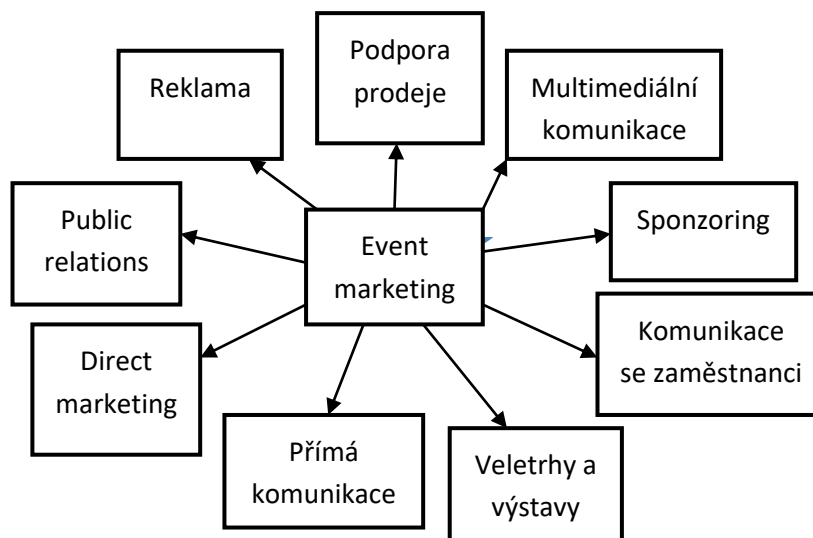 Podpora
prodeje
Reklama
Multimediální
komunikace
Public
relations
Event
marketing
Sponzoring
Direct
marketing
Komunikace
se zaměstnanci
Přímá
komunikace
Veletrhy a
výstavy